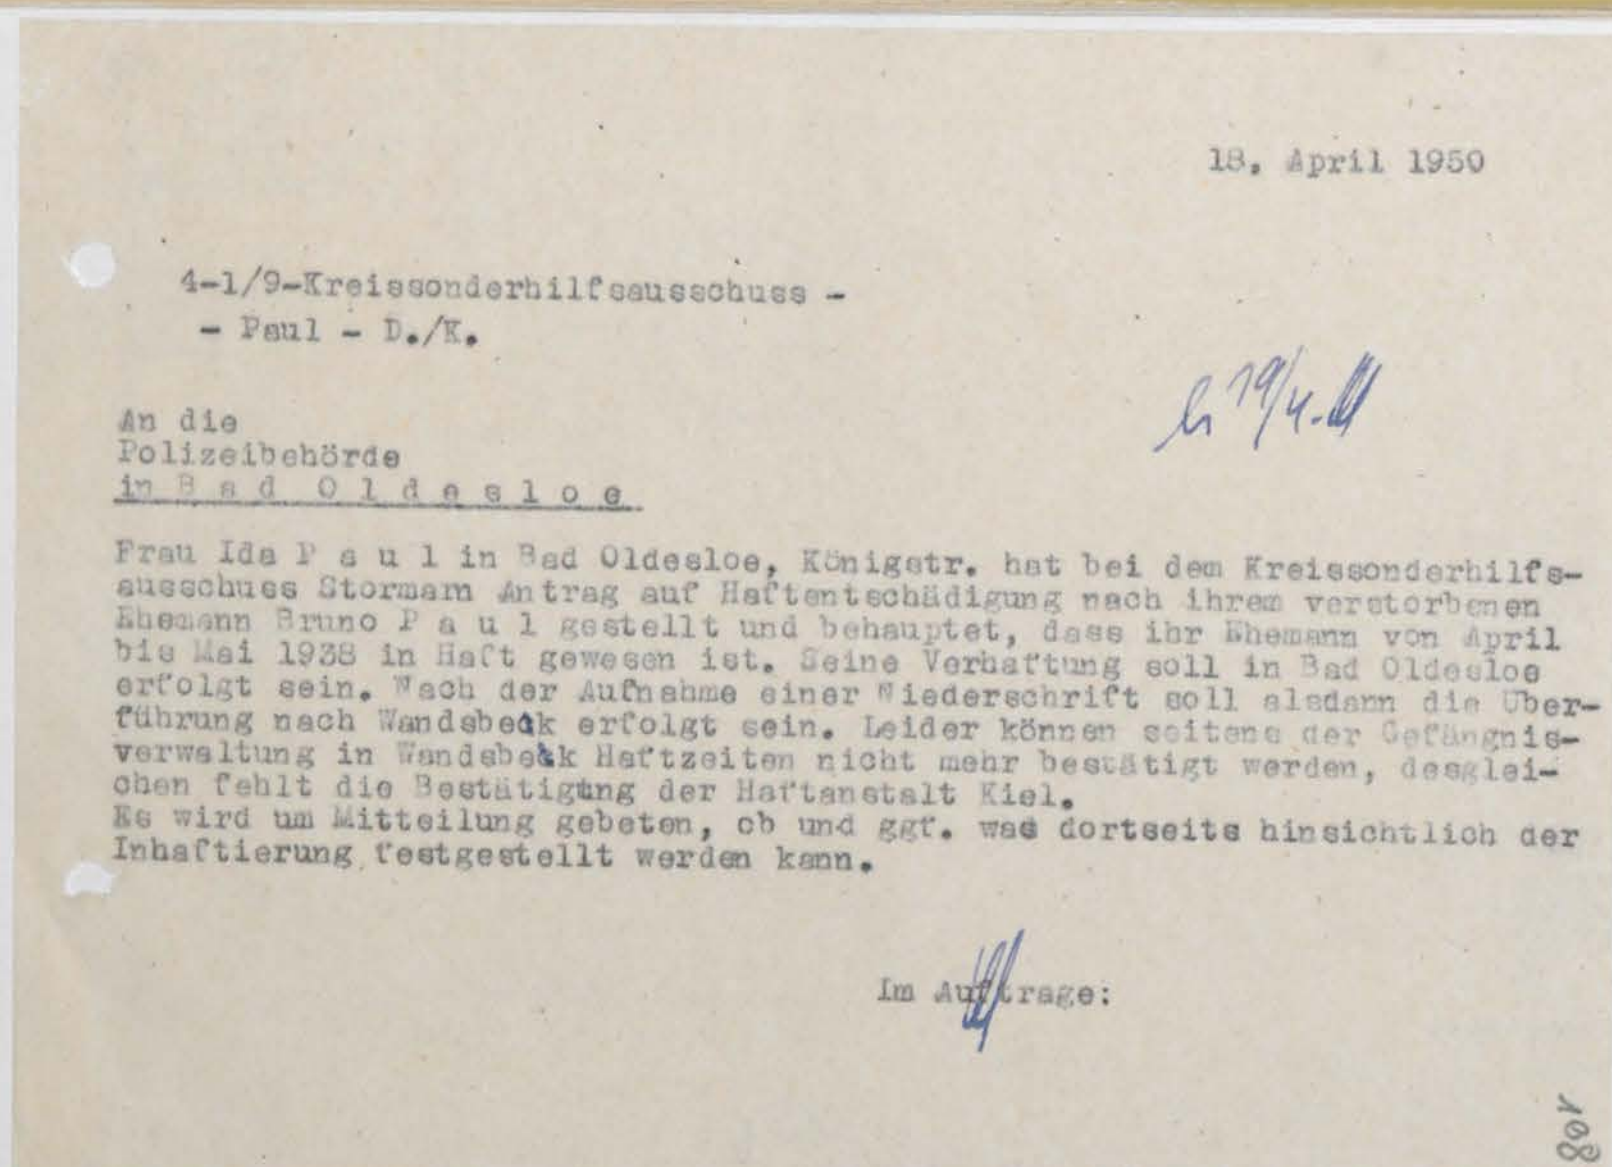 18. April 1950
4-1/9-Kreissonderhilfsausschuss -
- Paul - D./K.
19/4.
An die
Polizeibehörde
in B a d  O l d e s l o e
Frau Ida P a u l in Bad Oldesloe, Königstr. hat bei dem Kreissonderhilfs-
ausschuss Stormarn Antrag auf Haftentschädigung nach ihrem verstorbenen
Ehemann Bruno P a u l gestellt und behauptet, dass ihr Ehemann von April
bis Mai 1938 in Haft gewesen ist. Seine Verhaftung soll in Bad Oldesloe
erfolgt sein. Nach der Aufnahme einer Niederschrift soll alsdann die Über-
führung nach Wandsbek erfolgt sein. Leider können seitens der Gefängnis-
verwaltung in Wandsbek Haftzeiten nicht mehr bestätigt werden, desglei-
chen fehlt die Bestätigung der Haftanstalt Kiel.
Es wird um Mitteilung gebeten, ob und ggf. was dortseits hinsichtlich der
Inhaftierung festgestellt werden kann.
Im Auftrage:
108